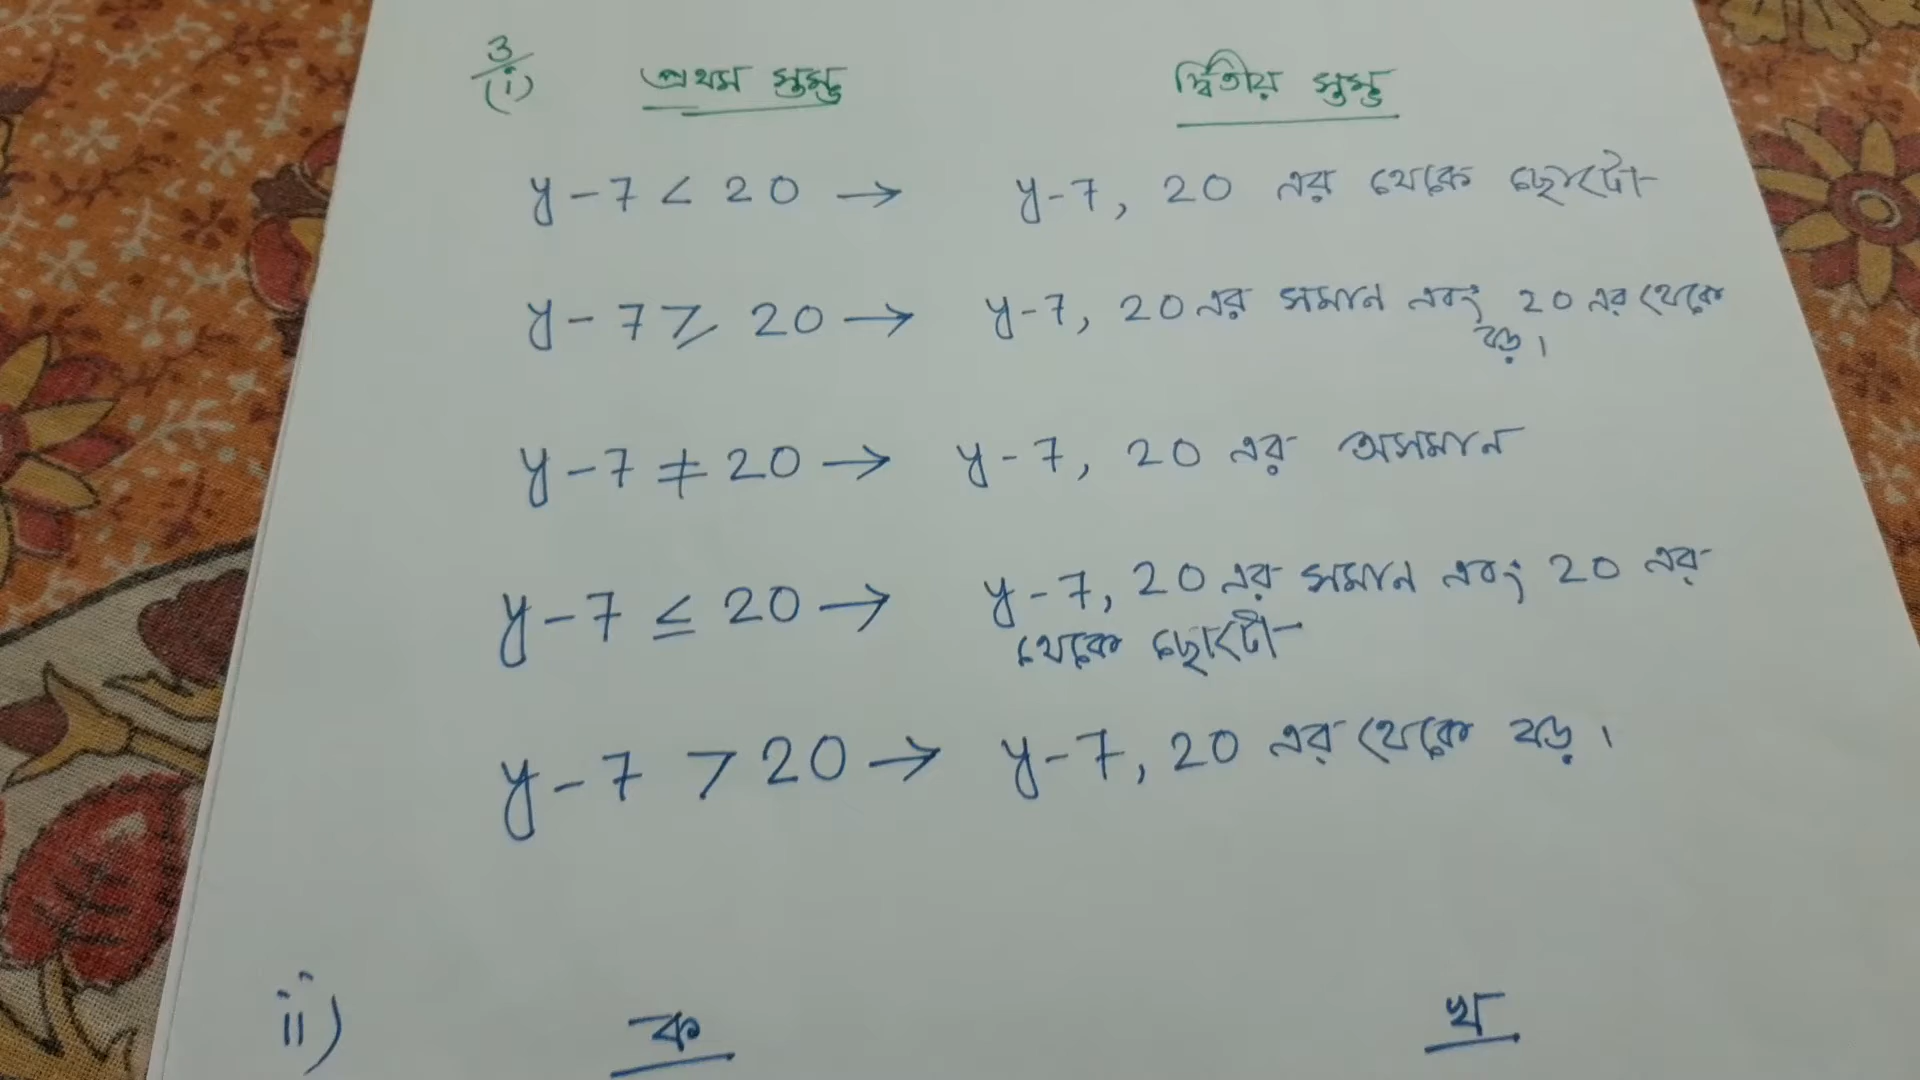 3
(i) প্রথম স্তম্ভ দ্বিতীয় স্তম্ভ
y-7 < 20 → y-7, 20 এর থেকে ছোটো
y-7 ≥ 20 → y-7, 20 এর সমান এবং 20 এর থেকে
বড়।
y-7 ≠ 20 → y-7, 20 এর অসমান
y-7 ≤ 20 → y-7, 20 এর সমান এবং 20 এর
থেকে ছোটো
y-7 > 20 → y-7, 20 এর থেকে বড়।
ii) ক খ